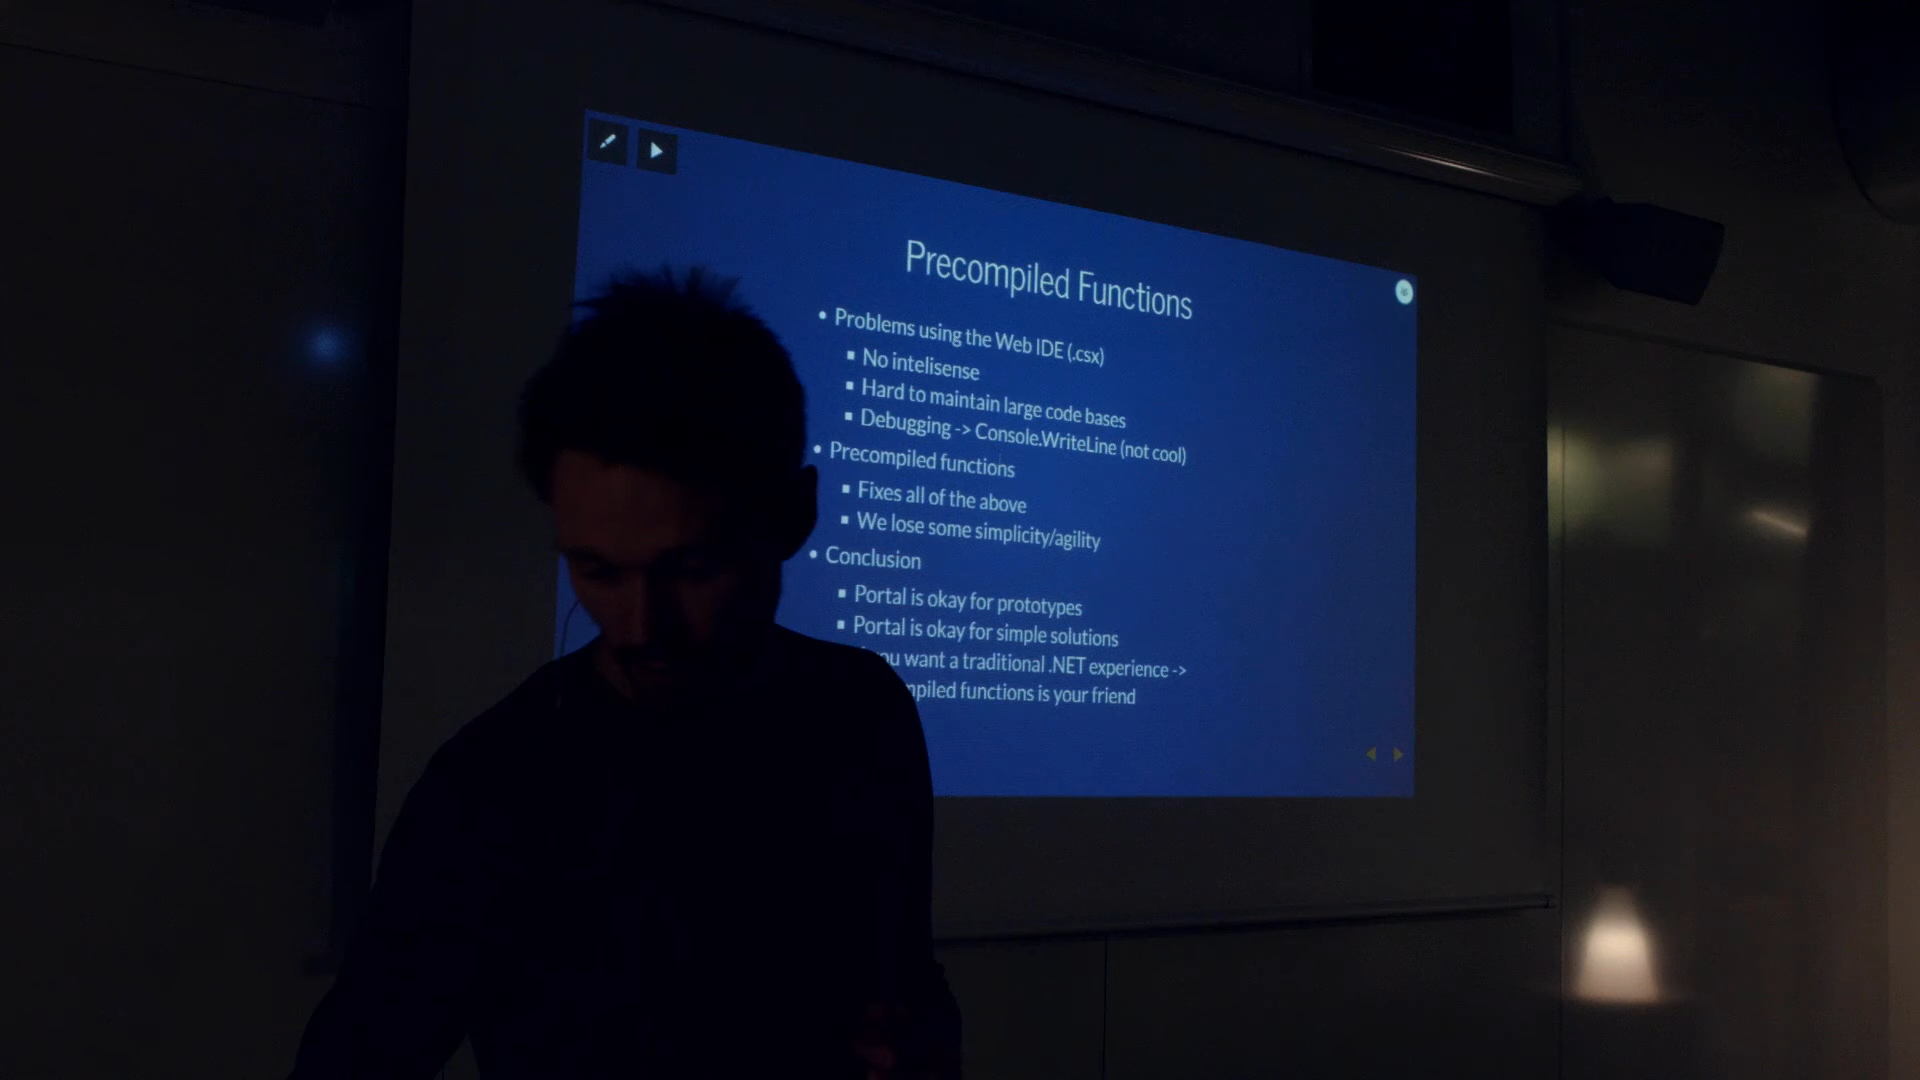 Precompiled Functions
• Problems using the Web IDE (.csx)
▪ No intelisense
▪ Hard to maintain large code bases
▪ Debugging -> Console.WriteLine (not cool)
• Precompiled functions
▪ Fixes all of the above
▪ We lose some simplicity/agility
• Conclusion
▪ Portal is okay for prototypes
▪ Portal is okay for simple solutions
you want a traditional .NET experience ->
functions is your friend